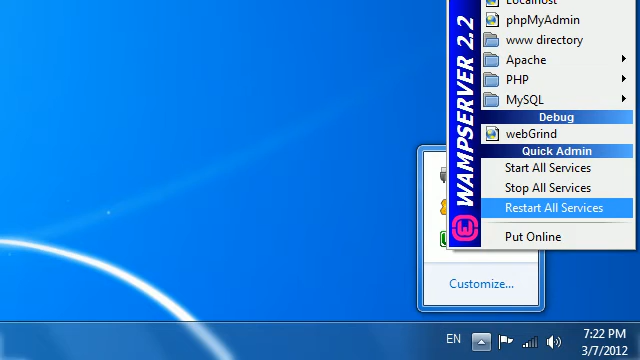 Localhost
phpMyAdmin
www directory
Apache
PHP
MySQL
Debug
webGrind
Quick Admin
Start All Services
Stop All Services
Restart All Services
Put Online
WAMPSERVER 2.2
Customize...
EN
7:22 PM
3/7/2012